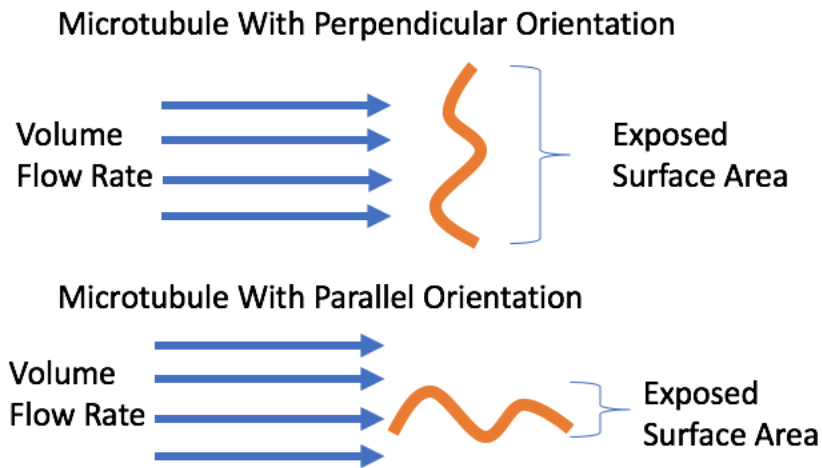 Microtubule With Perpendicular Orientation
Volume
Flow Rate
Exposed
Surface Area
Microtubule With Parallel Orientation
Volume
Flow Rate
Exposed
Surface Area